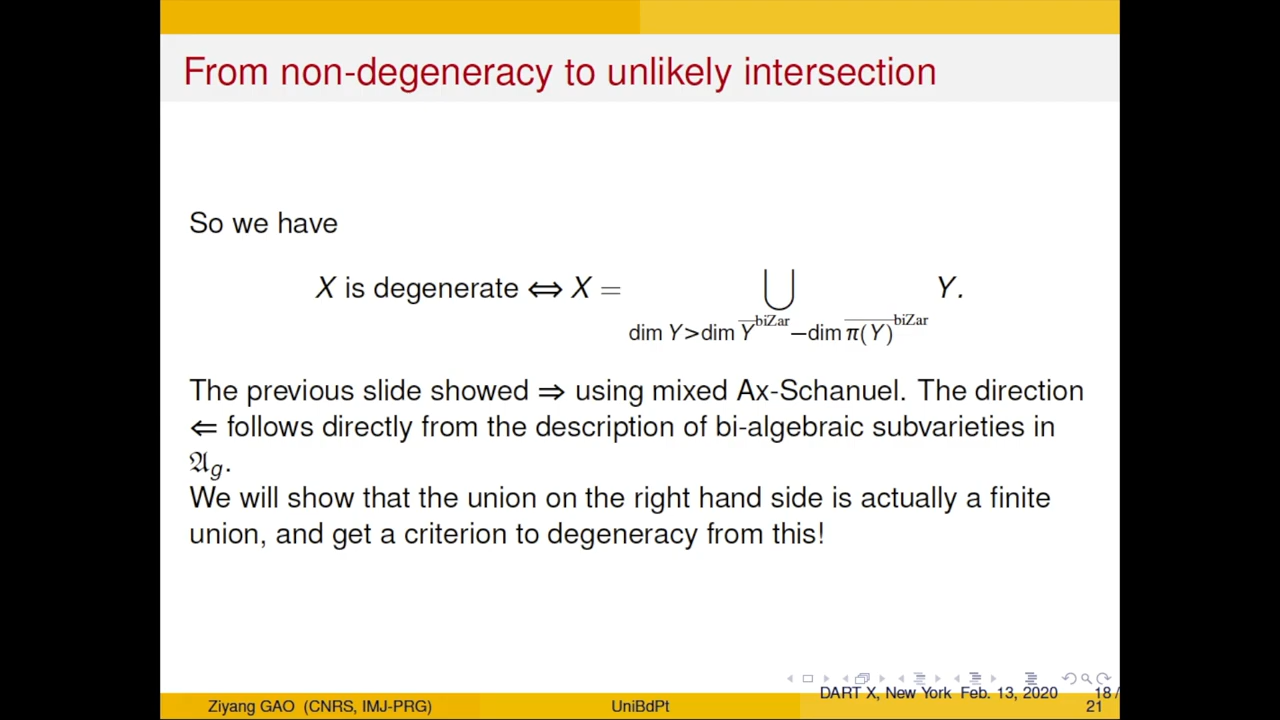 From non-degeneracy to unlikely intersection
So we have
X is degenerate ⇔ X = ⋃ Y.
dim Y>dim Y̅^biZar −dim π(Y)̅^biZar
The previous slide showed ⇒ using mixed Ax-Schanuel. The direction
⇐ follows directly from the description of bi-algebraic subvarieties in
𝔄_g.
We will show that the union on the right hand side is actually a finite
union, and get a criterion to degeneracy from this!
Ziyang GAO (CNRS, IMJ-PRG) UniBdPt DART X, New York Feb. 13, 2020 18 /
21